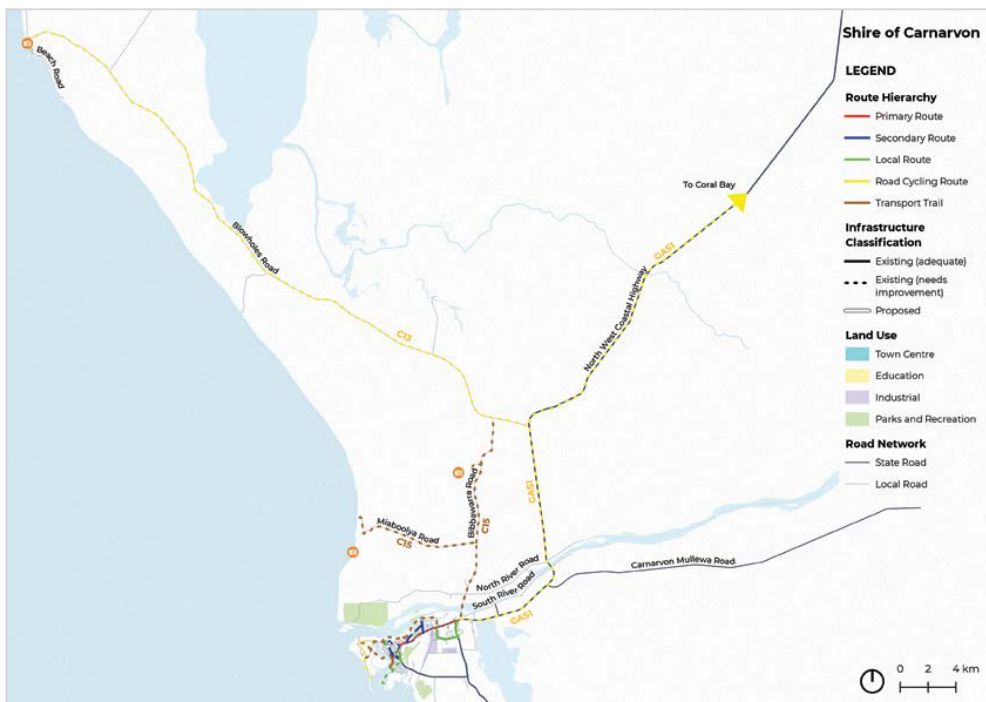 Shire of Carnarvon
LEGEND
Route Hierarchy
Primary Route
Secondary Route
Local Route
Road Cycling Route
Transport Trail
Infrastructure
Classification
Existing (adequate)
Existing (needs
improvement)
Proposed
Land Use
Town Centre
Education
Industrial
Parks and Recreation
Road Network
State Road
Local Road
Beach Road
Blowholes Road
C13
To Coral Bay
GAS1
North West Coastal Highway
GAS1
Bibbawarra Road
C15
Miaboolya Road
C15
North River Road
South River Road
GAS1
Carnarvon Mullewa Road
0 2 4 km